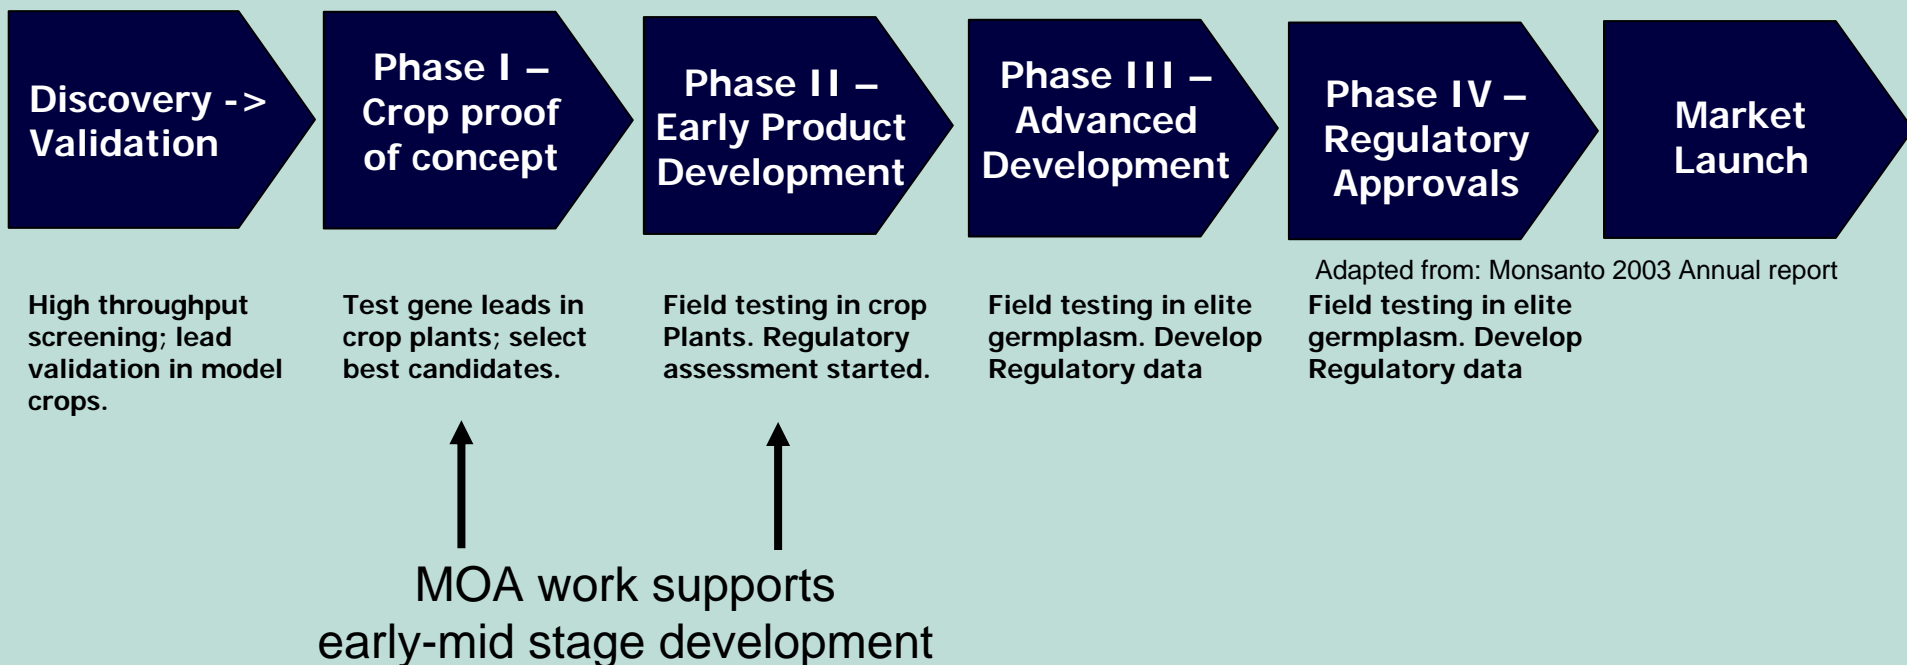 Discovery ->
Validation
Phase I –
Crop proof
of concept
Phase II –
Early Product
Development
Phase III –
Advanced
Development
Phase IV –
Regulatory
Approvals
Market
Launch
Adapted from: Monsanto 2003 Annual report
High throughput
screening; lead
validation in model
crops.
Test gene leads in
crop plants; select
best candidates.
Field testing in crop
Plants. Regulatory
assessment started.
Field testing in elite
germplasm. Develop
Regulatory data
Field testing in elite
germplasm. Develop
Regulatory data
MOA work supports
early-mid stage development